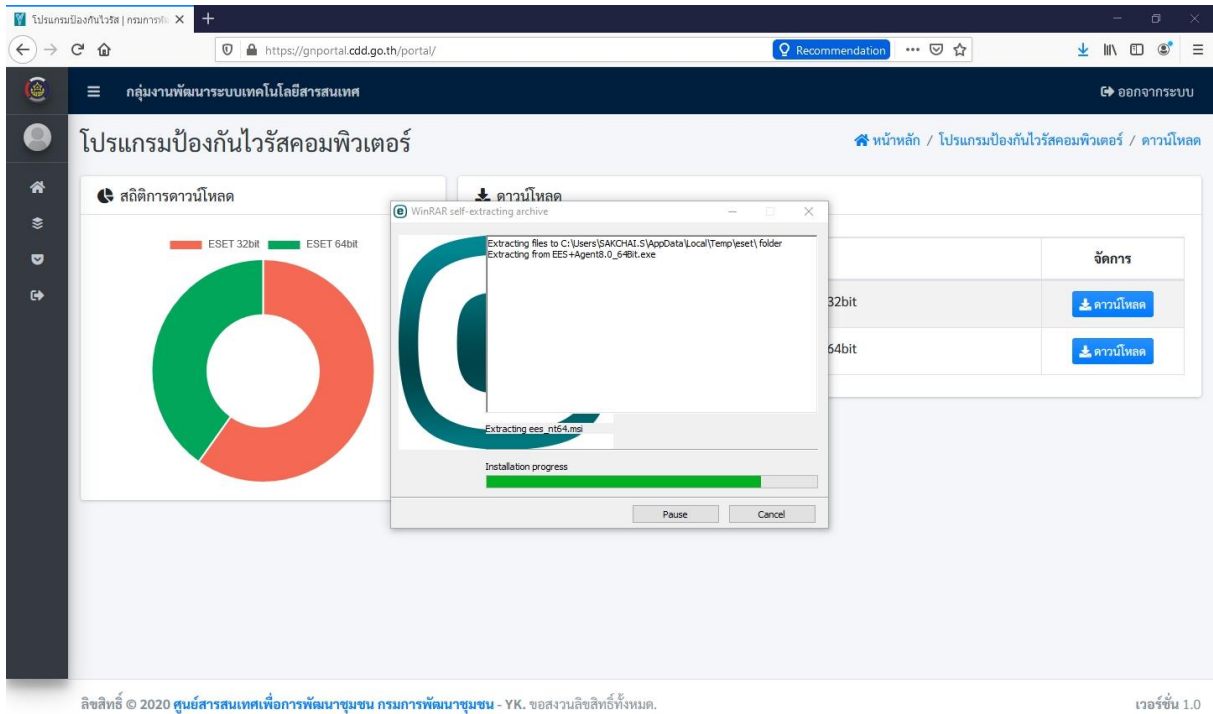 โปรแกรมป้องกันไวรัส | กรมการพัฒ
https://gnportal.cdd.go.th/portal/
Recommendation
กลุ่มงานพัฒนาระบบเทคโนโลยีสารสนเทศ
ออกจากระบบ
โปรแกรมป้องกันไวรัสคอมพิวเตอร์
หน้าหลัก / โปรแกรมป้องกันไวรัสคอมพิวเตอร์ / ดาวน์โหลด
สถิติการดาวน์โหลด
ดาวน์โหลด
WinRAR self-extracting archive
ESET 32bit
ESET 64bit
Extracting files to C:\Users\SAKCHAI.S\AppData\Local\Temp\eset\ folder
Extracting from EES+Agent8.0_64Bit.exe
จัดการ
32bit
ดาวน์โหลด
64bit
ดาวน์โหลด
Extracting ees_nt64.msi
Installation progress
Pause
Cancel
ลิขสิทธิ์ © 2020 ศูนย์สารสนเทศเพื่อการพัฒนาชุมชน กรมการพัฒนาชุมชน - YK. ขอสงวนลิขสิทธิ์ทั้งหมด.
เวอร์ชั่น 1.0